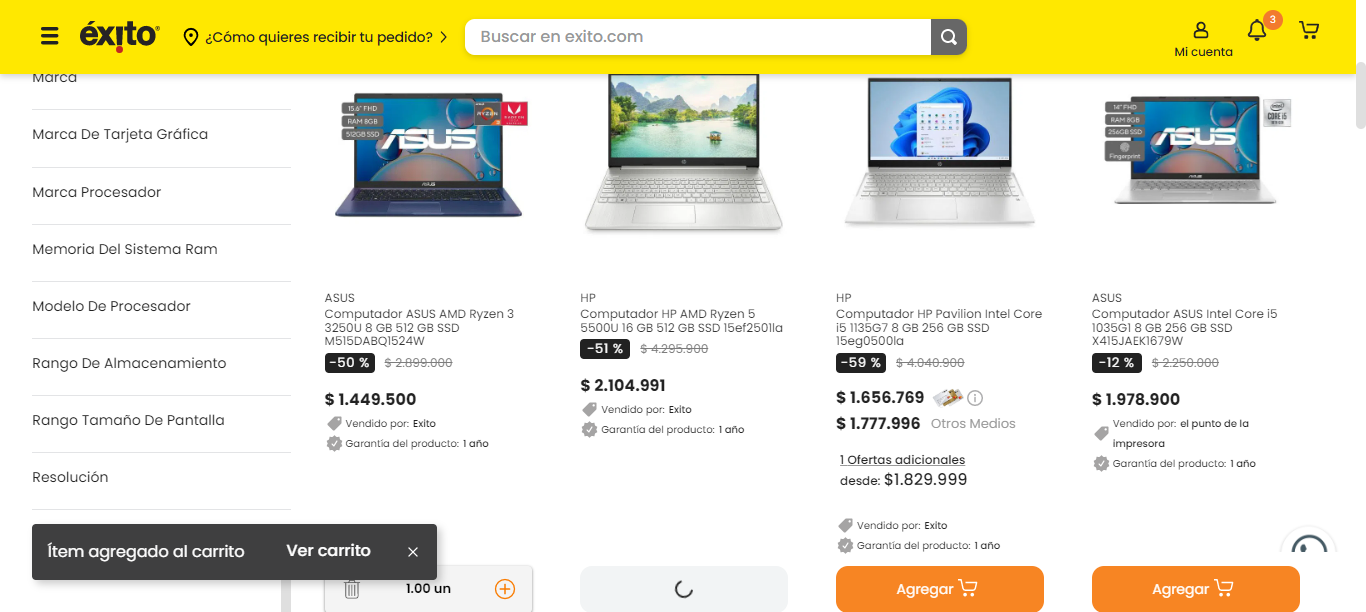 éxito
¿Cómo quieres recibir tu pedido?
Buscar en exito.com
Mi cuenta
3
Marca
Marca De Tarjeta Gráfica
Marca Procesador
Memoria Del Sistema Ram
Modelo De Procesador
Rango De Almacenamiento
Rango Tamaño De Pantalla
Resolución
15.6" FHD
RAM 8GB
512GB SSD
RYZEN
ASUS
ASUS
Computador ASUS AMD Ryzen 3
3250U 8 GB 512 GB SSD
M515DABQ1524W
-50 % $ 2.899.000
$ 1.449.500
Vendido por: Exito
Garantía del producto: 1 año
HP
Computador HP AMD Ryzen 5
5500U 16 GB 512 GB SSD 15ef2501la
-51 % $ 4.295.900
$ 2.104.991
Vendido por: Exito
Garantía del producto: 1 año
HP
Computador HP Pavilion Intel Core
i5 1135G7 8 GB 256 GB SSD
15eg0500la
-59 % $ 4.040.900
$ 1.656.769
$ 1.777.996 Otros Medios
1 Ofertas adicionales
desde: $1.829.999
Vendido por: Exito
Garantía del producto: 1 año
14" FHD
RAM 8GB
256GB SSD
Fingerprint
ASUS
CORE i5
ASUS
Computador ASUS Intel Core i5
1035G1 8 GB 256 GB SSD
X415JAEK1679W
-12 % $ 2.250.000
$ 1.978.900
Vendido por: el punto de la
impresora
Garantía del producto: 1 año
Ítem agregado al carrito Ver carrito
1.00 un
Agregar
Agregar